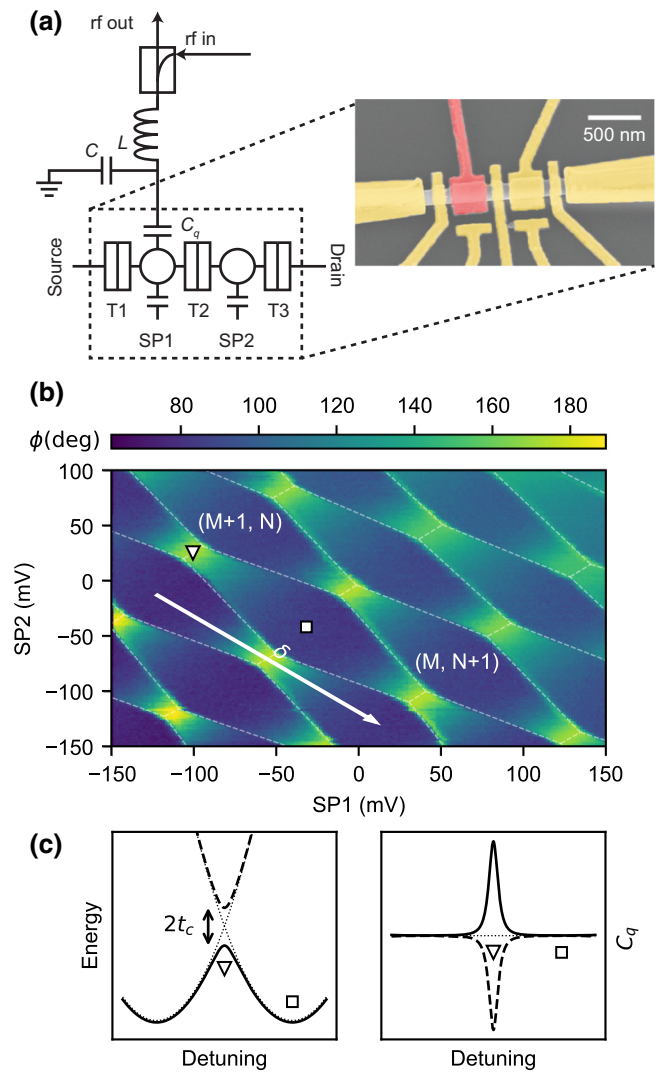 (a)
rf out
rf in
L
C
C_q
Source
Drain
T1
T2
T3
SP1
SP2
500 nm
(b)
80 100 120 140 160 180
ϕ(deg)
100
50
0
−50
−100
−150
SP2 (mV)
(M+1, N)
(M, N+1)
δ
−150 −100 −50 0 50 100 150
SP1 (mV)
(c)
Energy
2t_c
Detuning
C_q
Detuning